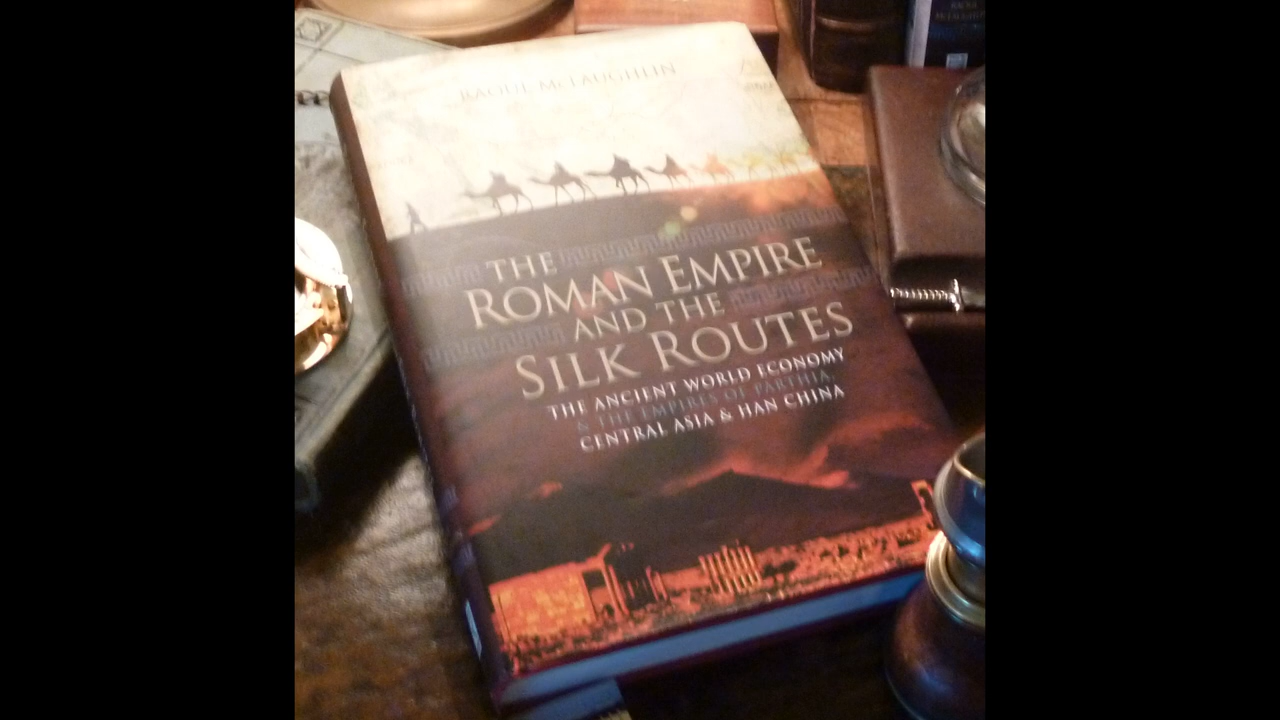 RAOUL MCLAUGHLIN
THE
ROMAN EMPIRE
AND THE
SILK ROUTES
THE ANCIENT WORLD ECONOMY
& THE EMPIRES OF PARTHIA,
CENTRAL ASIA & HAN CHINA